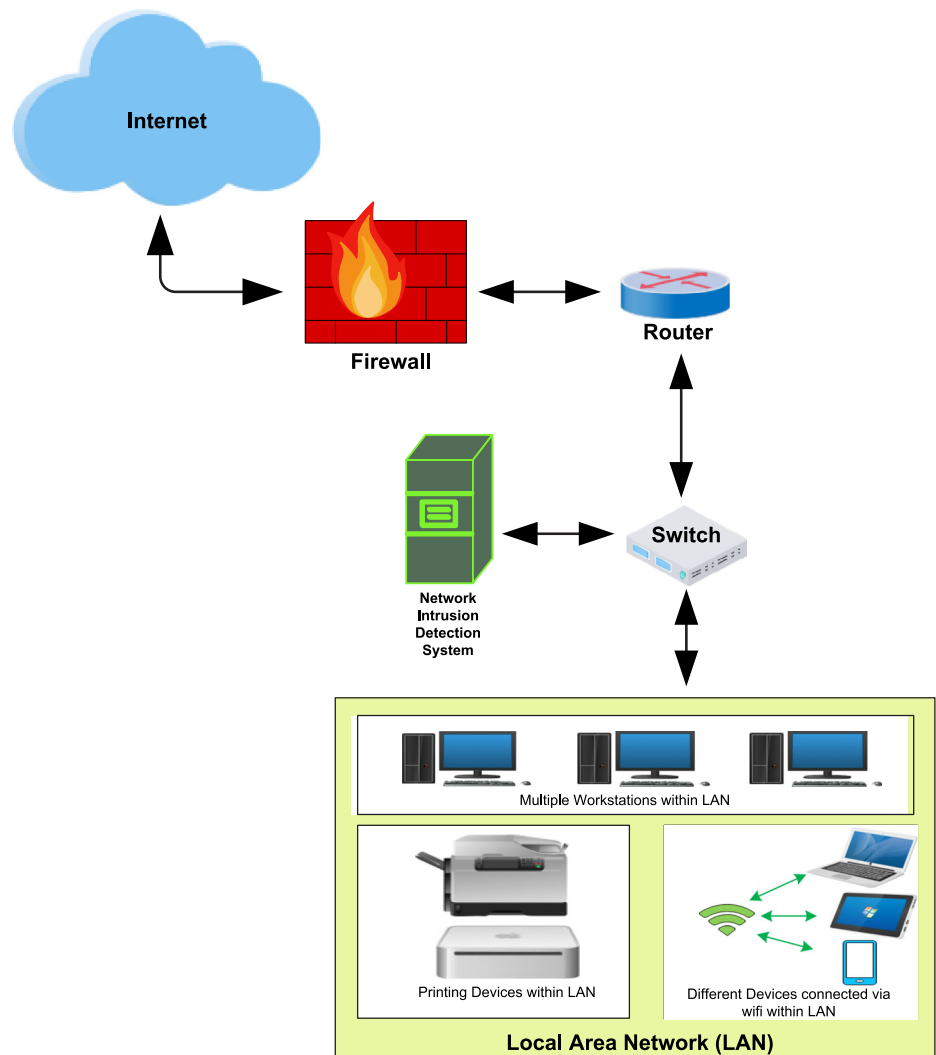 Internet
Firewall
Router
Switch
Network
Intrusion
Detection
System
Multiple Workstations within LAN
Printing Devices within LAN
Different Devices connected via
wifi within LAN
Local Area Network (LAN)